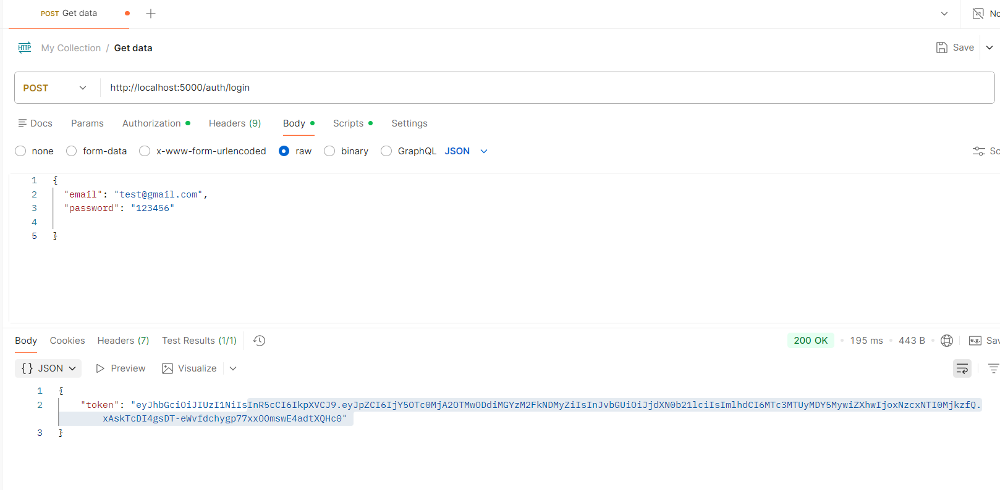 POST Get data
No
HTTP My Collection / Get data
Save
POST http://localhost:5000/auth/login
Docs Params Authorization Headers (9) Body Scripts Settings
none form-data x-www-form-urlencoded raw binary GraphQL JSON
1 {
2 "email": "test@gmail.com",
3 "password": "123456"
4
5 }
Body Cookies Headers (7) Test Results (1/1)
200 OK 195 ms 443 B e.g. Sav
{} JSON Preview Visualize
1 {
2 "token": "eyJhbGciOiJIUzI1NiIsInR5cCI6IkpXVCJ9.eyJpZCI6IjY5OTc0MjA2OTMwODdiMGYzM2FkNDMyZiIsInJvbGUiOiJjdXN0b21lciIsImlhdCI6MTc3MTUyMDY5MywiZXhwIjoxNzcxNTI0MjkzfQ.
xAskTcDI4gsDT-eWvfdchygp77xxOOmswE4adtXQHc0"
3 }